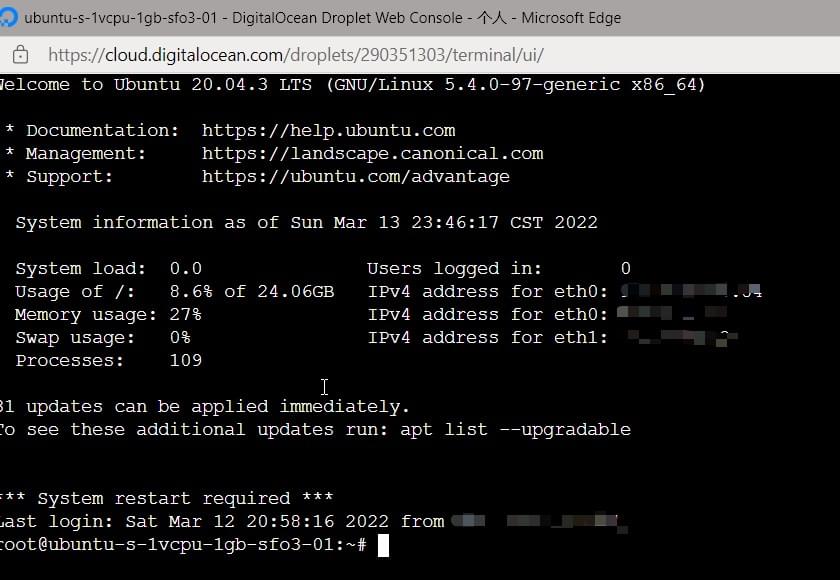 ubuntu-s-1vcpu-1gb-sfo3-01 - DigitalOcean Droplet Web Console - 个人 - Microsoft Edge
https://cloud.digitalocean.com/droplets/290351303/terminal/ui/
Welcome to Ubuntu 20.04.3 LTS (GNU/Linux 5.4.0-97-generic x86_64)
* Documentation: https://help.ubuntu.com
* Management: https://landscape.canonical.com
* Support: https://ubuntu.com/advantage
System information as of Sun Mar 13 23:46:17 CST 2022
System load: 0.0 Users logged in: 0
Usage of /: 8.6% of 24.06GB IPv4 address for eth0:
Memory usage: 27% IPv4 address for eth0:
Swap usage: 0% IPv4 address for eth1:
Processes: 109
31 updates can be applied immediately.
To see these additional updates run: apt list --upgradable
*** System restart required ***
Last login: Sat Mar 12 20:58:16 2022 from
root@ubuntu-s-1vcpu-1gb-sfo3-01:~#